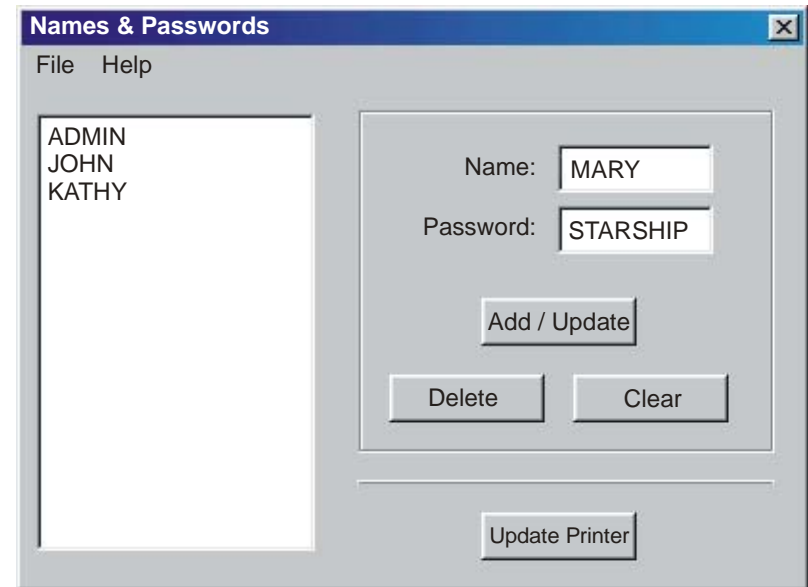 Names & Passwords
File Help
ADMIN
JOHN
KATHY
Name: MARY
Password: STARSHIP
Add / Update
Delete Clear
Update Printer